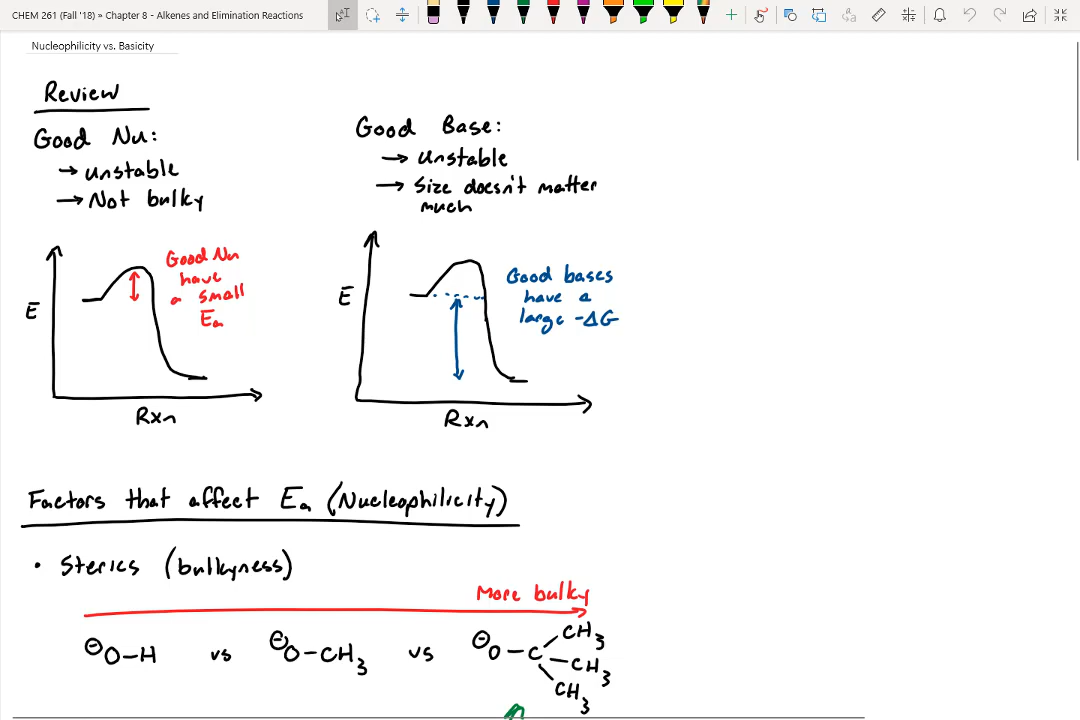 CHEM 261 (Fall '18) » Chapter 8 - Alkenes and Elimination Reactions
Nucleophilicity vs. Basicity
Review
Good Nu:
→ unstable
→ Not bulky
Good Base:
→ Unstable
→ Size doesn't matter
much
E
Good Nu
have
a small
Ea
Rxn
E
Good bases
have a
large -ΔG
Rxn
Factors that affect Ea (Nucleophilicity)
• Sterics (bulkyness)
More bulky
⊖O-H vs ⊖O-CH3 vs ⊖O-C
CH3
-CH3
CH3